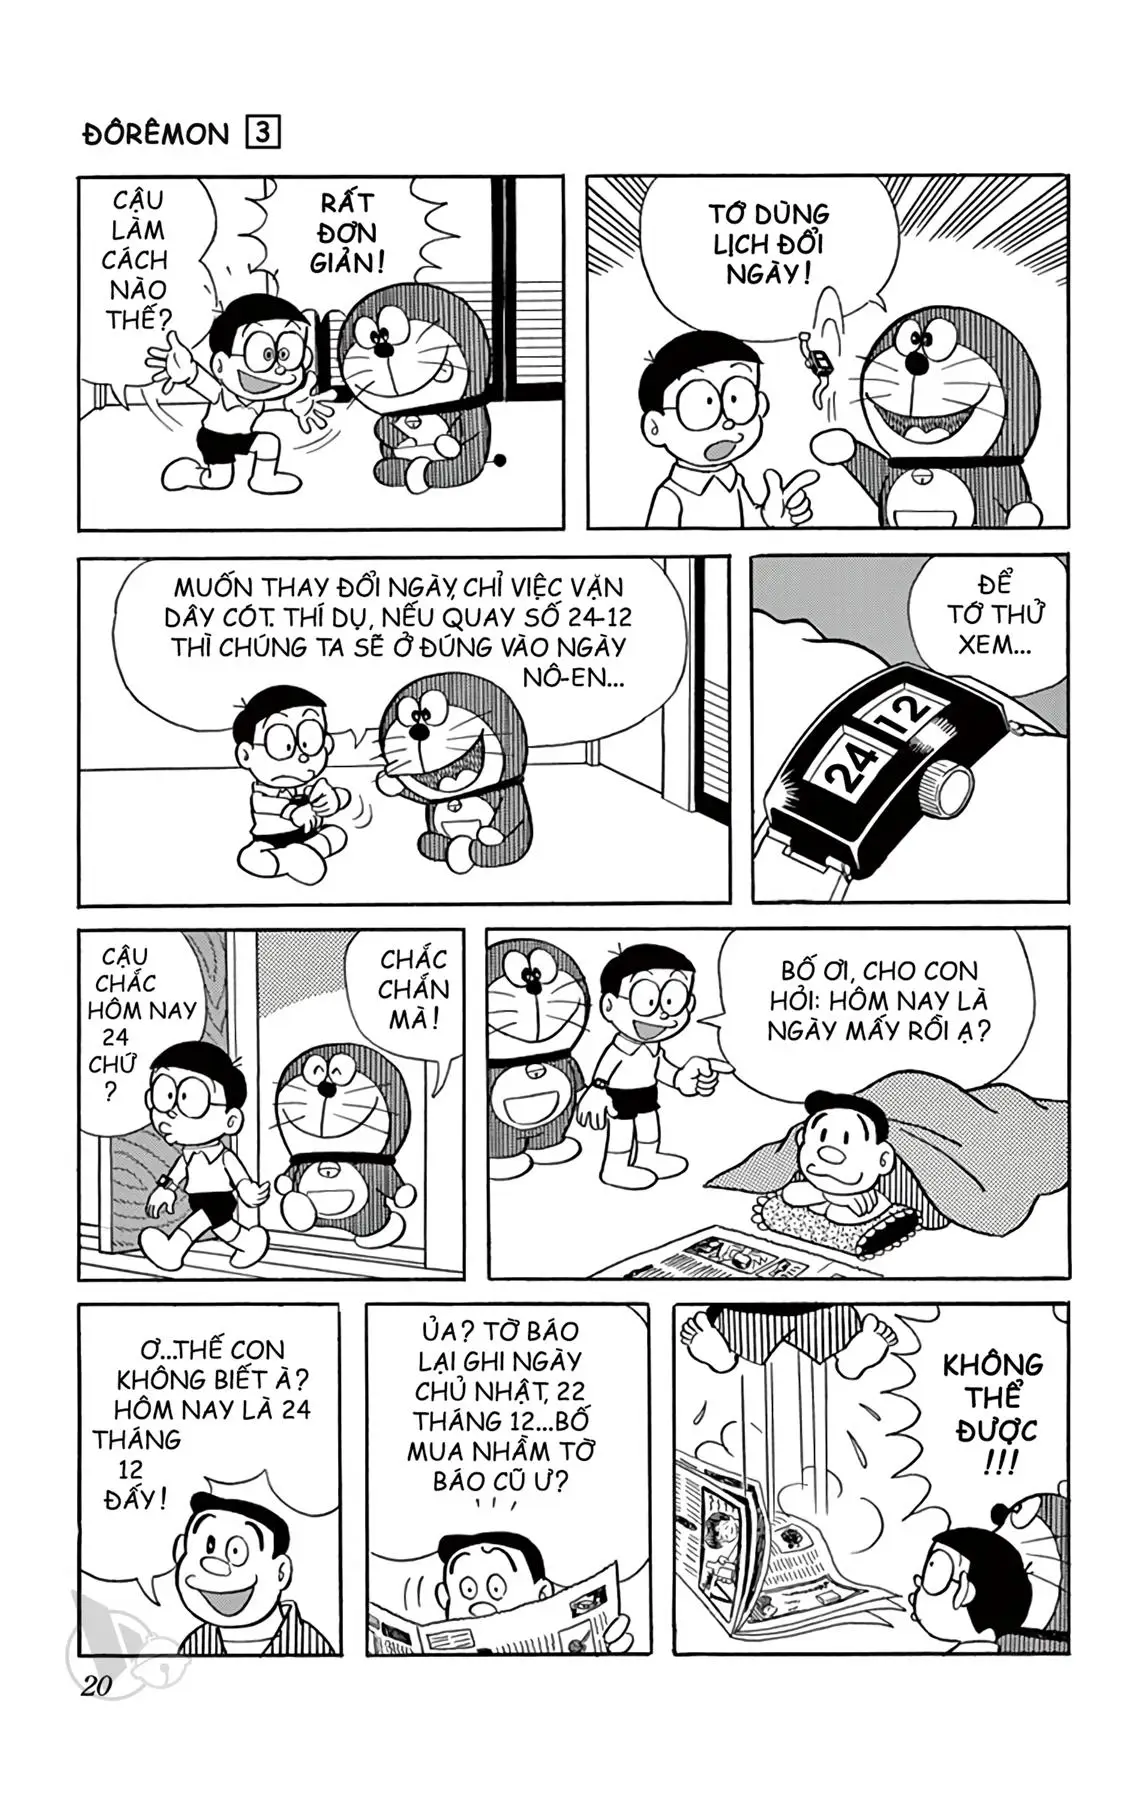 ĐÔRÊMON 3
CẬU
LÀM
CÁCH
NÀO
THẾ?
RẤT
ĐƠN
GIẢN!
TỚ DÙNG
LỊCH ĐỔI
NGÀY!
MUỐN THAY ĐỔI NGÀY, CHỈ VIỆC VẶN
DÂY CÓT. THÍ DỤ, NẾU QUAY SỐ 24-12
THÌ CHÚNG TA SẼ Ở ĐÚNG VÀO NGÀY
NÔ-EN...
ĐỂ
TỚ THỬ
XEM...
24 12
CẬU
CHẮC
HÔM NAY
24
CHỨ
?
CHẮC
CHẮN
MÀ!
BỐ ƠI, CHO CON
HỎI: HÔM NAY LÀ
NGÀY MẤY RỒI Ạ?
Ơ...THẾ CON
KHÔNG BIẾT À?
HÔM NAY LÀ 24
THÁNG
12
ĐẤY!
ỦA? TỜ BÁO
LẠI GHI NGÀY
CHỦ NHẬT, 22
THÁNG 12...BỐ
MUA NHẦM TỜ
BÁO CŨ Ư?
KHÔNG
THỂ
ĐƯỢC
!!!
20